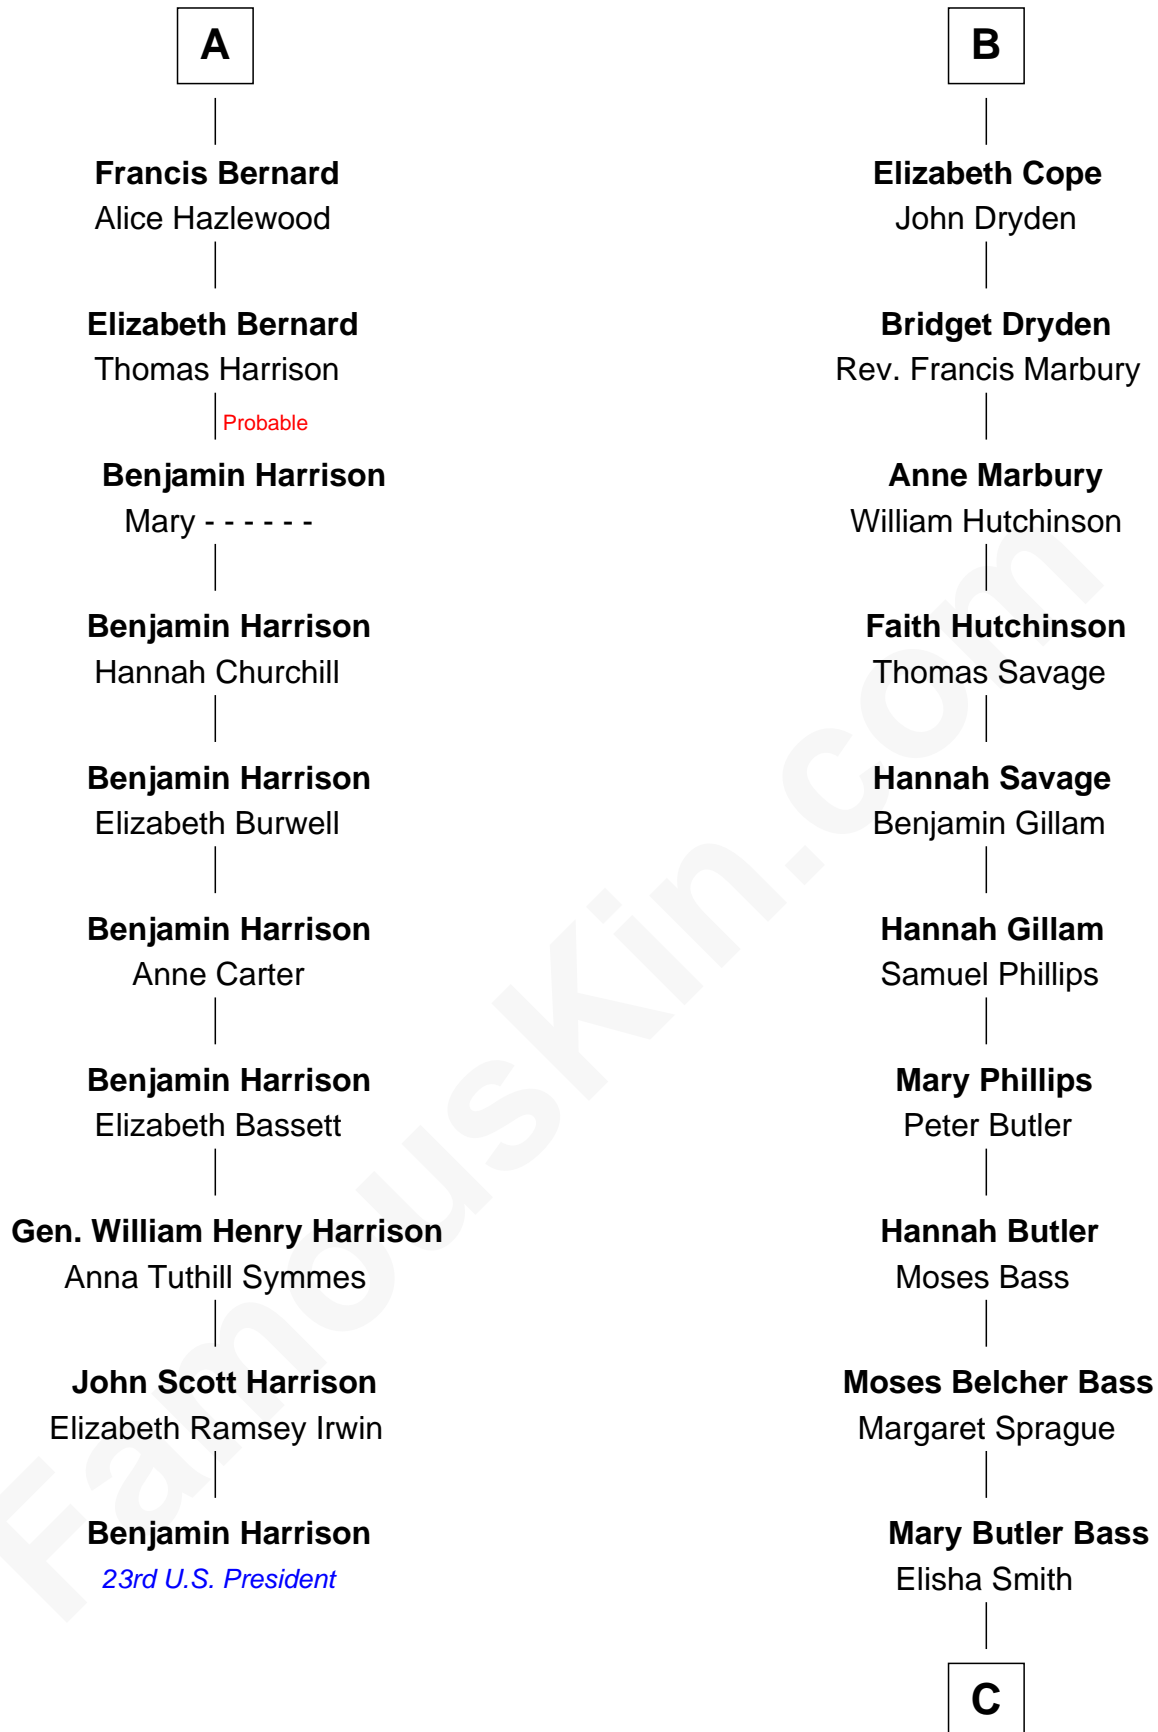 A
Francis Bernard
Alice Hazlewood
Elizabeth Bernard
Thomas Harrison
Probable
Benjamin Harrison
Mary - - - - - -
Benjamin Harrison
Hannah Churchill
Benjamin Harrison
Elizabeth Burwell
Benjamin Harrison
Anne Carter
Benjamin Harrison
Elizabeth Bassett
Gen. William Henry Harrison
Anna Tuthill Symmes
John Scott Harrison
Elizabeth Ramsey Irwin
Benjamin Harrison
23rd U.S. President
B
Elizabeth Cope
John Dryden
Bridget Dryden
Rev. Francis Marbury
Anne Marbury
William Hutchinson
Faith Hutchinson
Thomas Savage
Hannah Savage
Benjamin Gillam
Hannah Gillam
Samuel Phillips
Mary Phillips
Peter Butler
Hannah Butler
Moses Bass
Moses Belcher Bass
Margaret Sprague
Mary Butler Bass
Elisha Smith
C
FamousKin.com